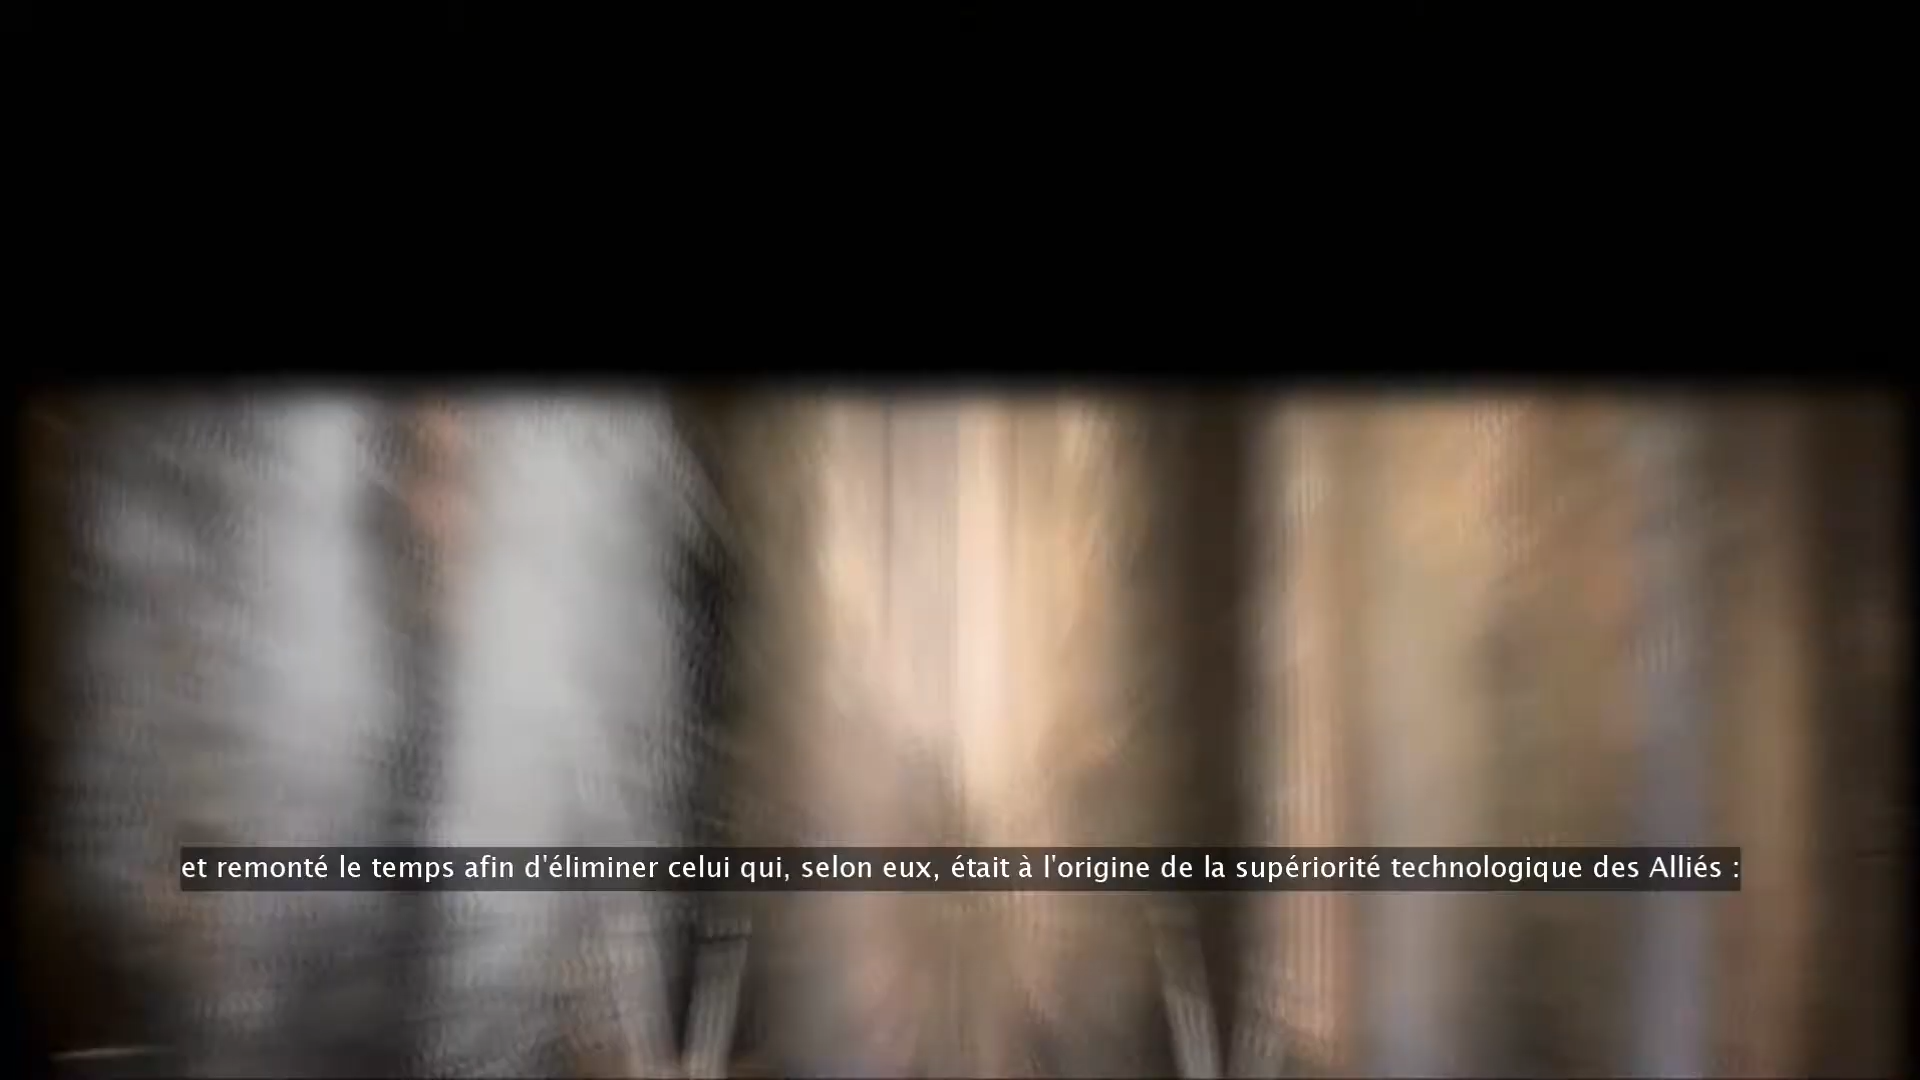 et remonté le temps afin d'éliminer celui qui, selon eux, était à l'origine de la supériorité technologique des Alliés :